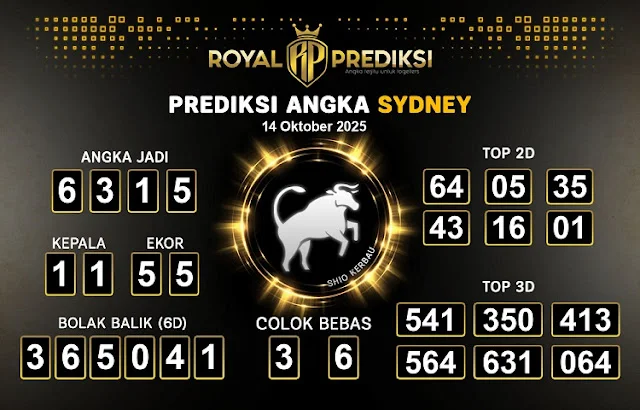 ROYAL RP PREDIKSI
Angka regitu untuk togelers
PREDIKSI ANGKA SYDNEY
14 Oktober 2025
ANGKA JADI
6 3 1 5
KEPALA EKOR
1 1 5 5
BOLAK BALIK (6D)
3 6 5 0 4 1
SHIO KERBAU
COLOK BEBAS
3 6
TOP 2D
64 05 35
43 16 01
TOP 3D
541 350 413
564 631 064